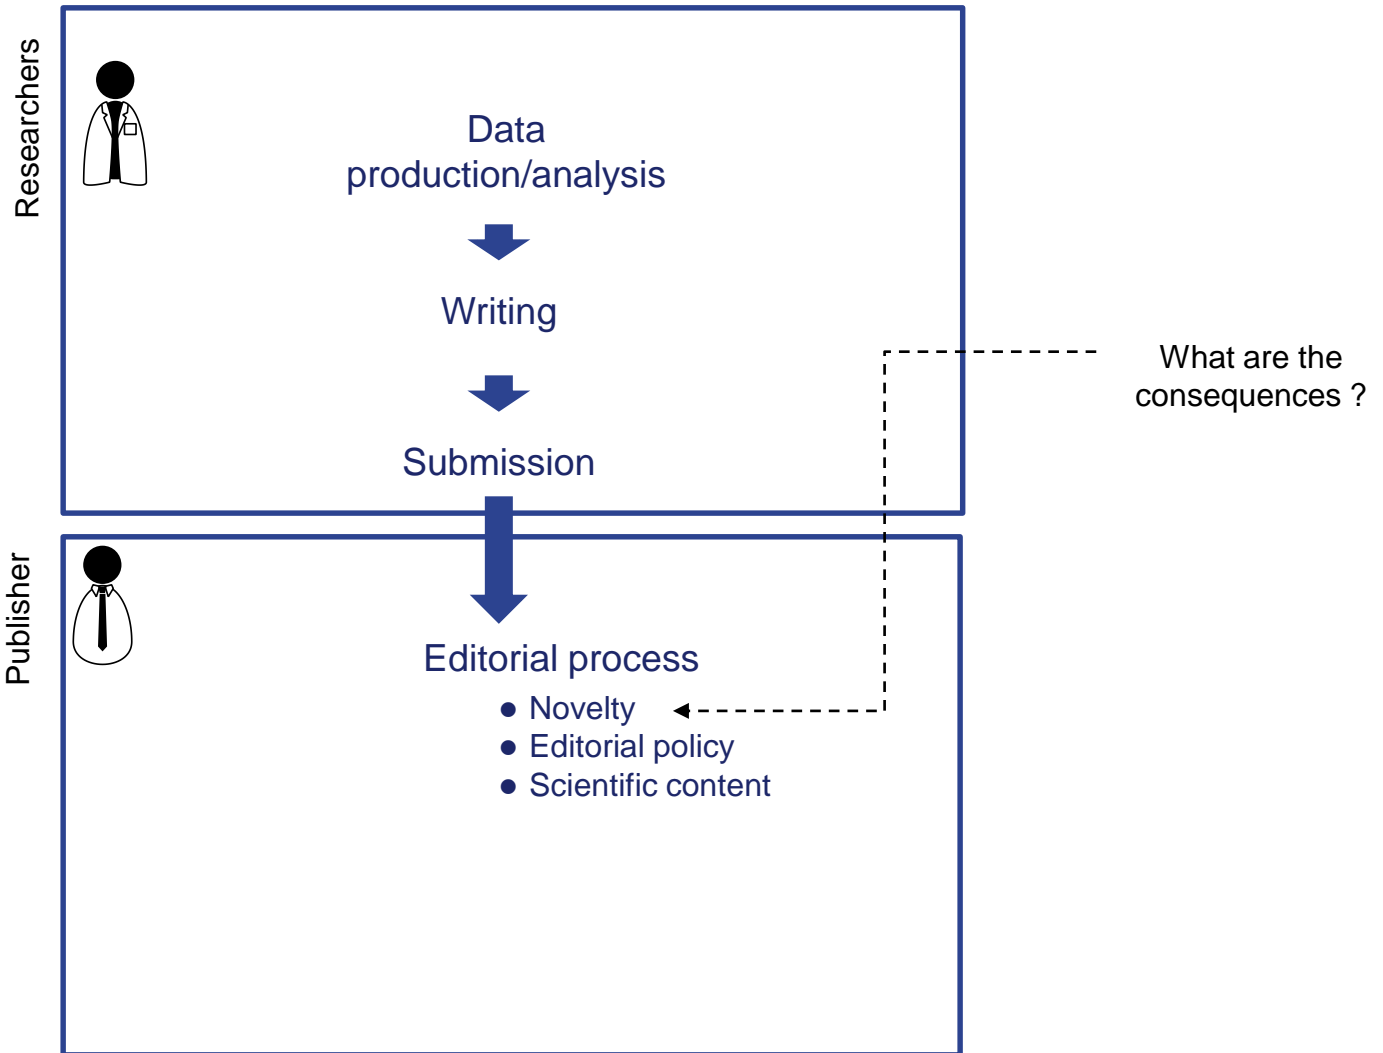 Researchers
Data
production/analysis
Writing
Submission
What are the
consequences ?
Publisher
Editorial process
● Novelty
● Editorial policy
● Scientific content